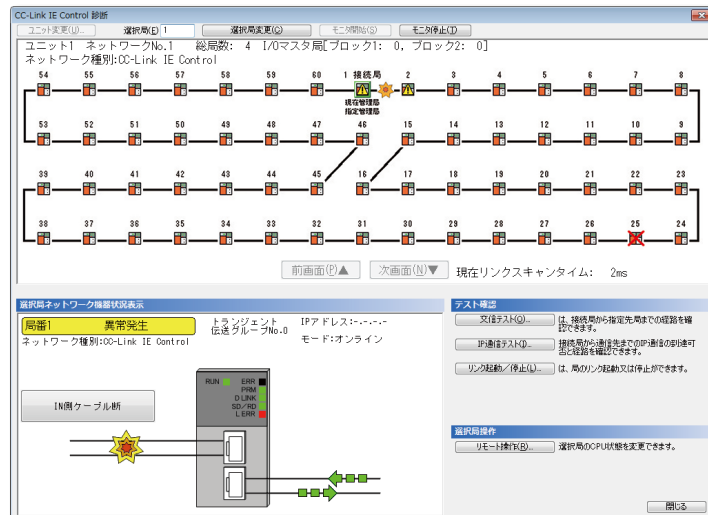 CC-Link IE Control 診断
ユニット変更(U)... 選択局(E) 1 選択局変更(C) モニタ開始(S) モニタ停止(T)
ユニット1 ネットワークNo.1 総局数: 4 I/Oマスタ局[ブロック1: 0, ブロック2: 0]
ネットワーク種別:CC-Link IE Control
54 55 56 57 58 59 60 1 接続局 2 3 4 5 6 7 8
現在管理局
指定管理局
53 52 51 50 49 48 47 46 15 14 13 12 11 10 9
39 40 41 42 43 44 45 16 17 18 19 20 21 22 23
38 37 36 35 34 33 32 31 30 29 28 27 26 25 24
前画面(P)▲ 次画面(N)▼ 現在リンクスキャンタイム: 2ms
選択局ネットワーク機器状況表示
局番1 異常発生
トランジェント
伝送グループNo.0
IPアドレス:-.-.-.-
モード:オンライン
ネットワーク種別:CC-Link IE Control
RUN ERR
PRM
D LINK
SD/RD
L ERR
IN側ケーブル断
テスト確認
交信テスト(O)... は、接続局から指定先局までの経路を確
認できます。
IP通信テスト(I)... 接続局から通信先までのIP通信の到達可
否と経路を確認できます。
リンク起動/停止(L)... は、局のリンク起動又は停止ができます。
選択局操作
リモート操作(R)... 選択局のCPU状態を変更できます。
閉じる